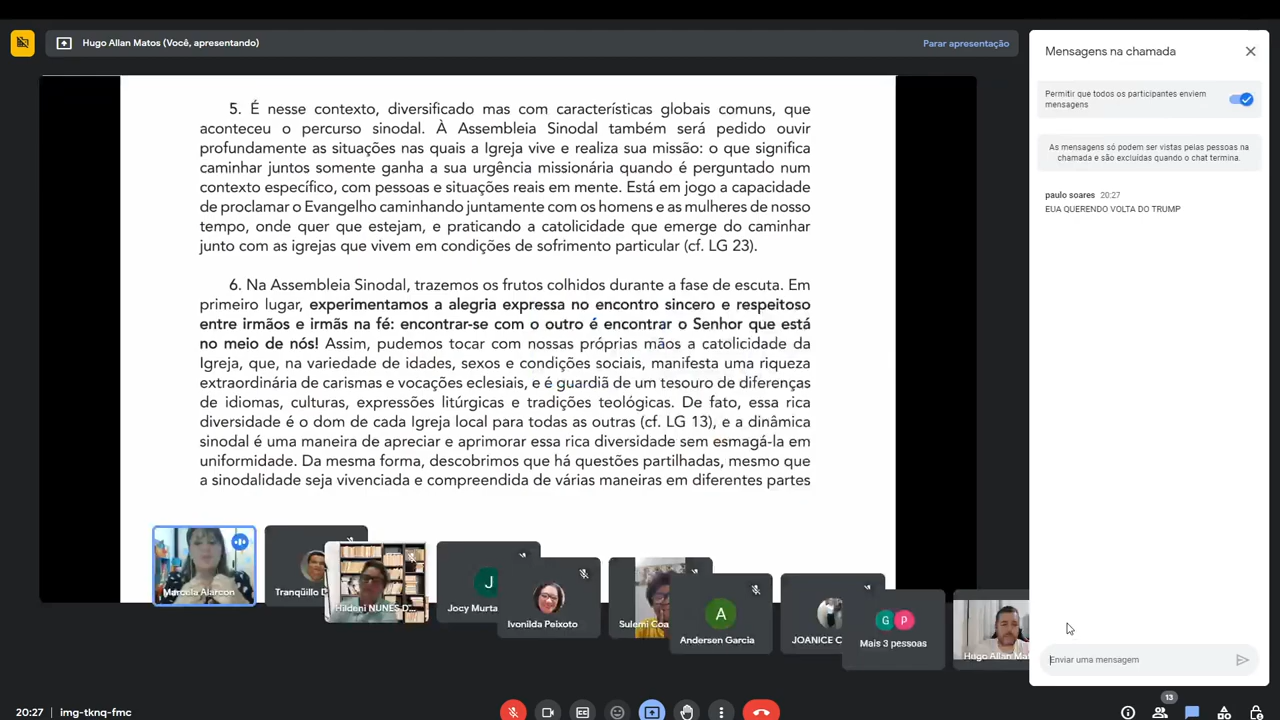 Hugo Allan Matos (Você, apresentando)
Parar apresentação
5. É nesse contexto, diversificado mas com características globais comuns, que
aconteceu o percurso sinodal. À Assembleia Sinodal também será pedido ouvir
profundamente as situações nas quais a Igreja vive e realiza sua missão: o que significa
caminhar juntos somente ganha a sua urgência missionária quando é perguntado num
contexto específico, com pessoas e situações reais em mente. Está em jogo a capacidade
de proclamar o Evangelho caminhando juntamente com os homens e as mulheres de nosso
tempo, onde quer que estejam, e praticando a catolicidade que emerge do caminhar
junto com as igrejas que vivem em condições de sofrimento particular (cf. LG 23).
6. Na Assembleia Sinodal, trazemos os frutos colhidos durante a fase de escuta. Em
primeiro lugar, experimentamos a alegria expressa no encontro sincero e respeitoso
entre irmãos e irmãs na fé: encontrar-se com o outro é encontrar o Senhor que está
no meio de nós! Assim, pudemos tocar com nossas próprias mãos a catolicidade da
Igreja, que, na variedade de idades, sexos e condições sociais, manifesta uma riqueza
extraordinária de carismas e vocações eclesiais, e é guardiã de um tesouro de diferenças
de idiomas, culturas, expressões litúrgicas e tradições teológicas. De fato, essa rica
diversidade é o dom de cada Igreja local para todas as outras (cf. LG 13), e a dinâmica
sinodal é uma maneira de apreciar e aprimorar essa rica diversidade sem esmagá-la em
uniformidade. Da mesma forma, descobrimos que há questões partilhadas, mesmo que
a sinodalidade seja vivenciada e compreendida de várias maneiras em diferentes partes
Marcela Alarcon
Tranqüillo D
Hildeni NUNES D...
J
Jocy Murta
Ivonilda Peixoto
Sulemi Coa
A
Andersen Garcia
JOANICE C
G P
Mais 3 pessoas
Hugo Allan Mat
Mensagens na chamada
Permitir que todos os participantes enviem
mensagens
As mensagens só podem ser vistas pelas pessoas na
chamada e são excluídas quando o chat termina.
paulo soares 20:27
EUA QUERENDO VOLTA DO TRUMP
Enviar uma mensagem
20:27 img-tknq-fmc
13